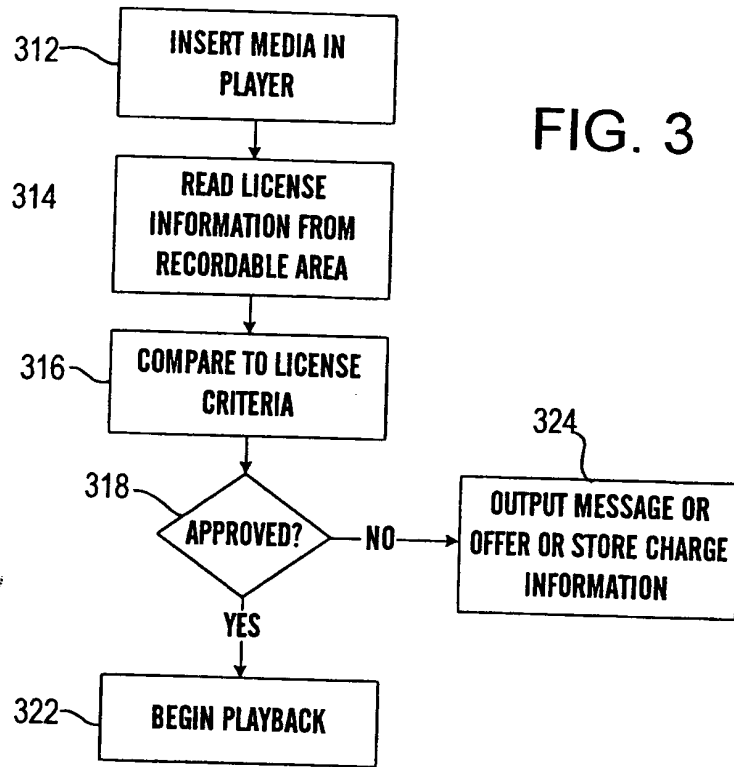 312
INSERT MEDIA IN
PLAYER
FIG. 3
314
READ LICENSE
INFORMATION FROM
RECORDABLE AREA
316
COMPARE TO LICENSE
CRITERIA
324
318
APPROVED?
NO
OUTPUT MESSAGE OR
OFFER OR STORE CHARGE
INFORMATION
YES
322
BEGIN PLAYBACK